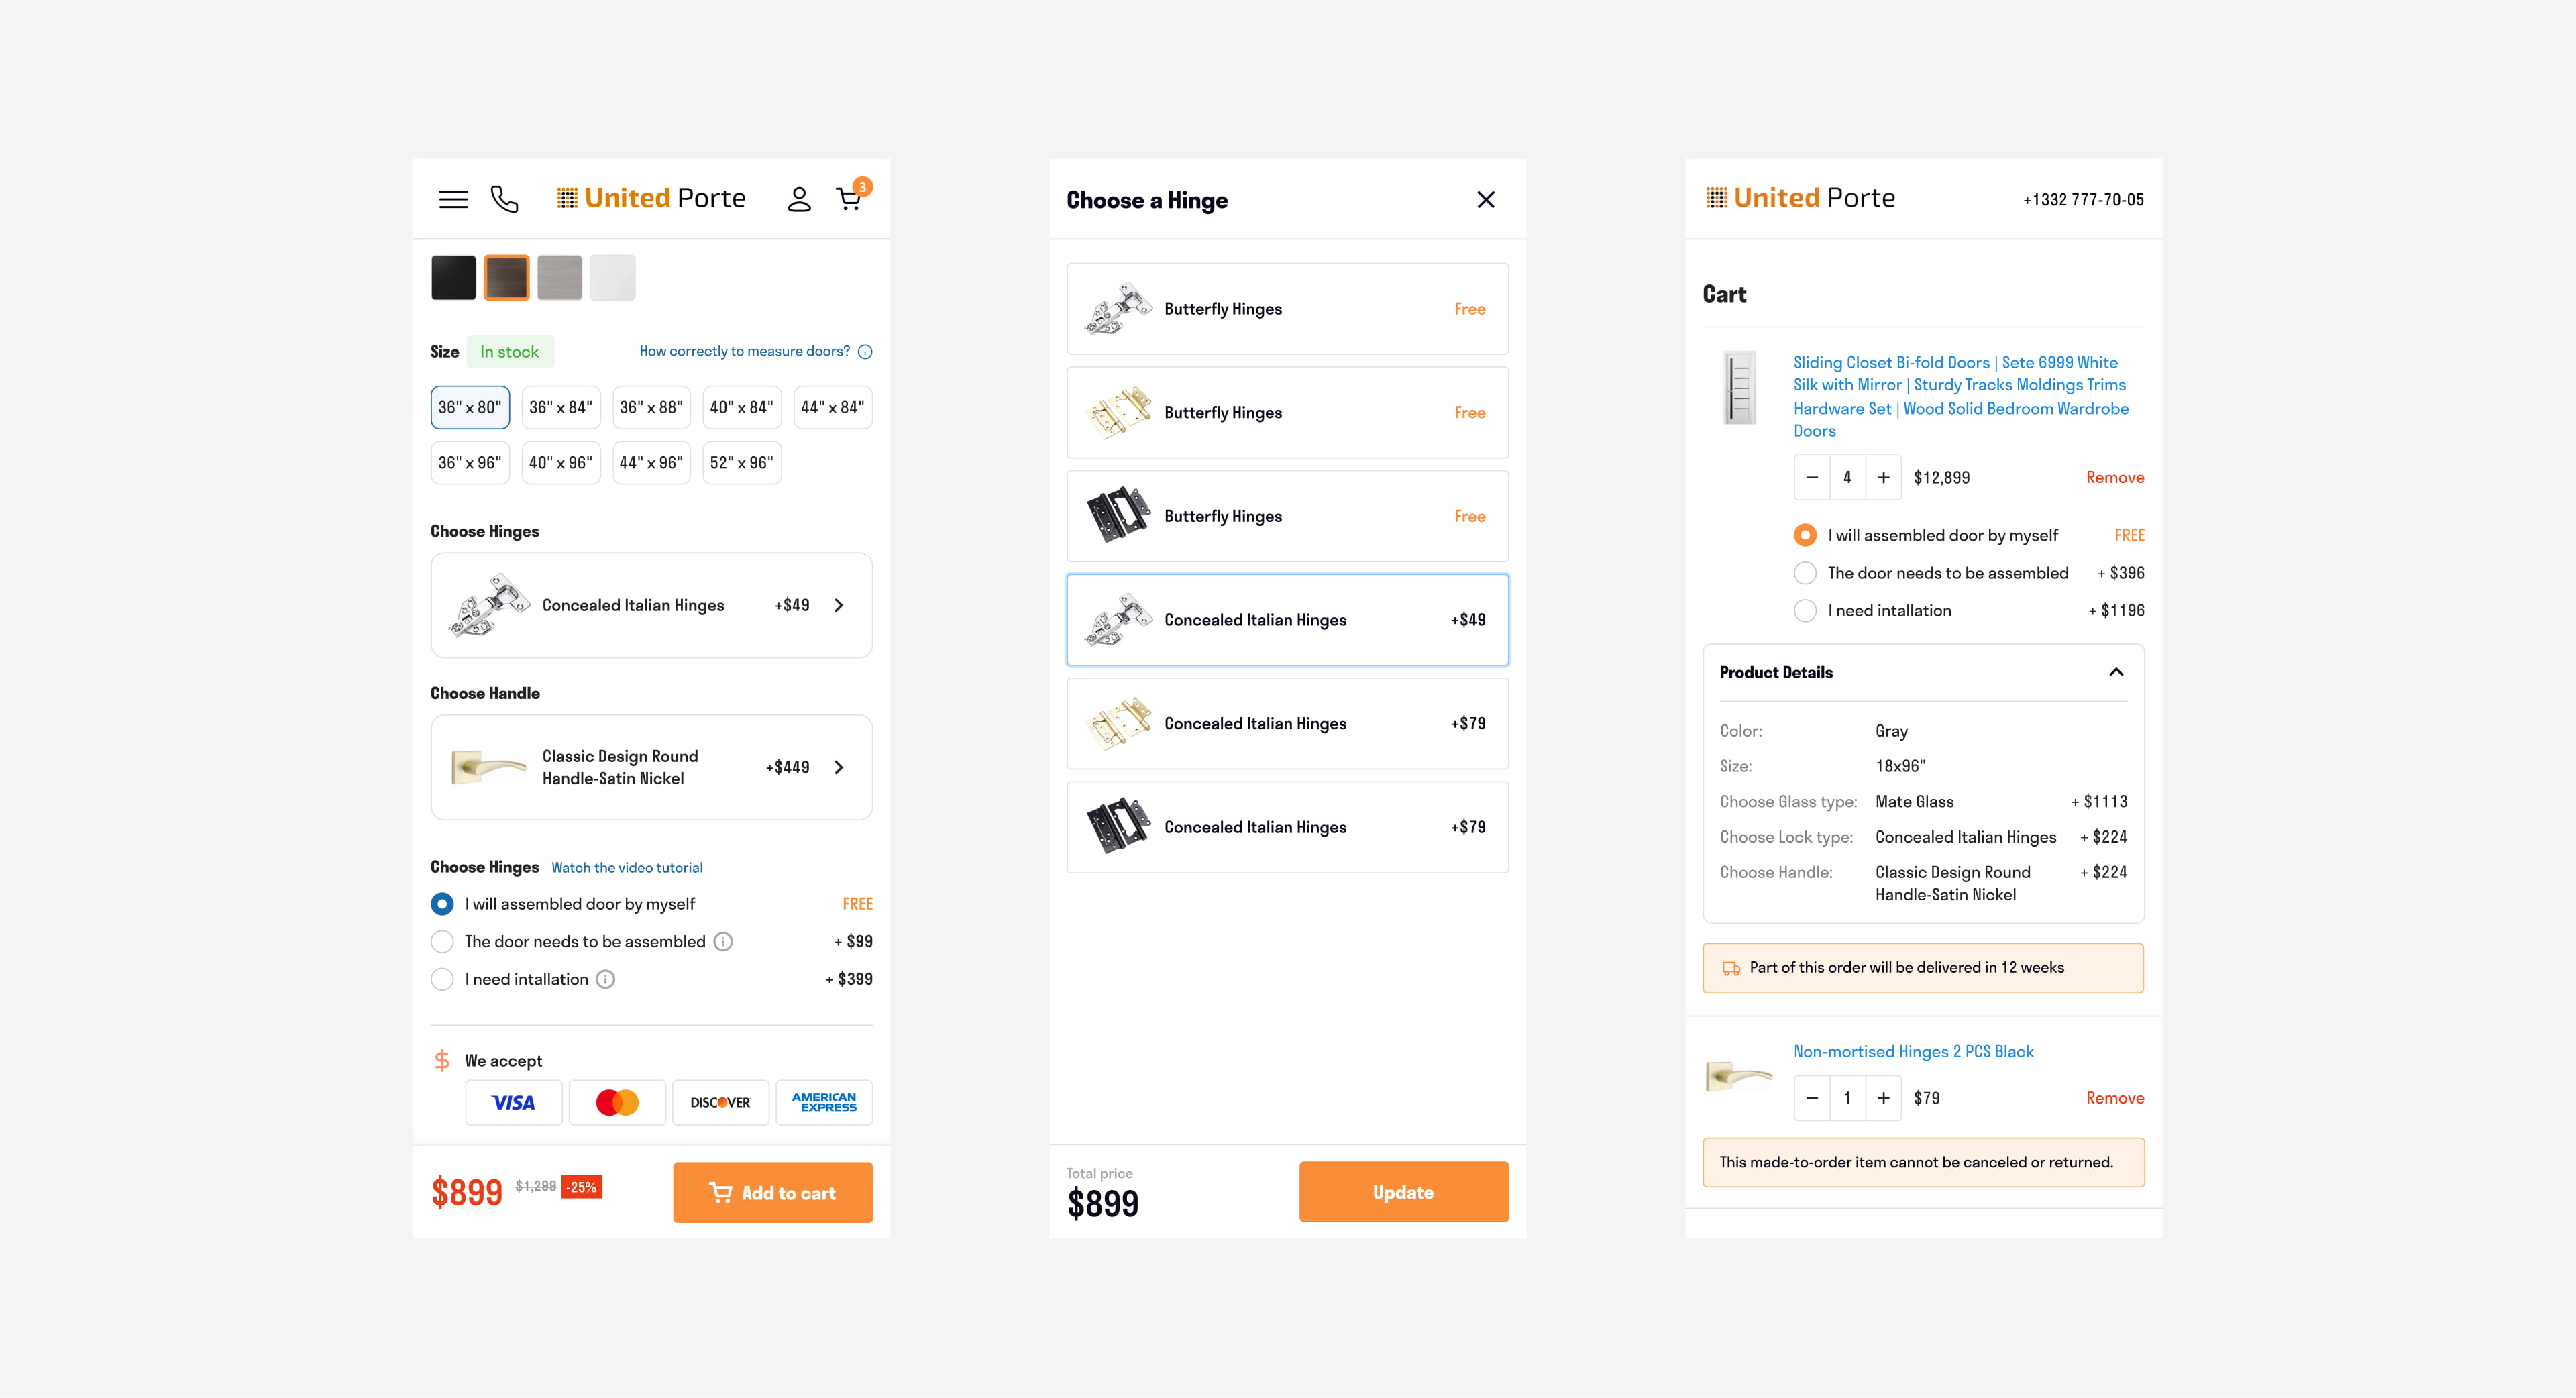 United Porte
3
Size
In stock
How correctly to measure doors?
36" x 80"
36" x 84"
36" x 88"
40" x 84"
44" x 84"
36" x 96"
40" x 96"
44" x 96"
52" x 96"
Choose Hinges
Concealed Italian Hinges
+$49
Choose Handle
Classic Design Round
Handle-Satin Nickel
+$449
Choose Hinges
Watch the video tutorial
I will assembled door by myself
FREE
The door needs to be assembled
+ $99
I need intallation
+ $399
We accept
VISA
DISCOVER
AMERICAN
EXPRESS
$899
$1,299
-25%
Add to cart
Choose a Hinge
Butterfly Hinges
Free
Butterfly Hinges
Free
Butterfly Hinges
Free
Concealed Italian Hinges
+$49
Concealed Italian Hinges
+$79
Concealed Italian Hinges
+$79
Total price
$899
Update
United Porte
+1332 777-70-05
Cart
Sliding Closet Bi-fold Doors | Sete 6999 White
Silk with Mirror | Sturdy Tracks Moldings Trims
Hardware Set | Wood Solid Bedroom Wardrobe
Doors
4
$12,899
Remove
I will assembled door by myself
FREE
The door needs to be assembled
+ $396
I need intallation
+ $1196
Product Details
Color:
Gray
Size:
18x96"
Choose Glass type:
Mate Glass
+ $1113
Choose Lock type:
Concealed Italian Hinges
+ $224
Choose Handle:
Classic Design Round
Handle-Satin Nickel
+ $224
Part of this order will be delivered in 12 weeks
Non-mortised Hinges 2 PCS Black
1
$79
Remove
This made-to-order item cannot be canceled or returned.